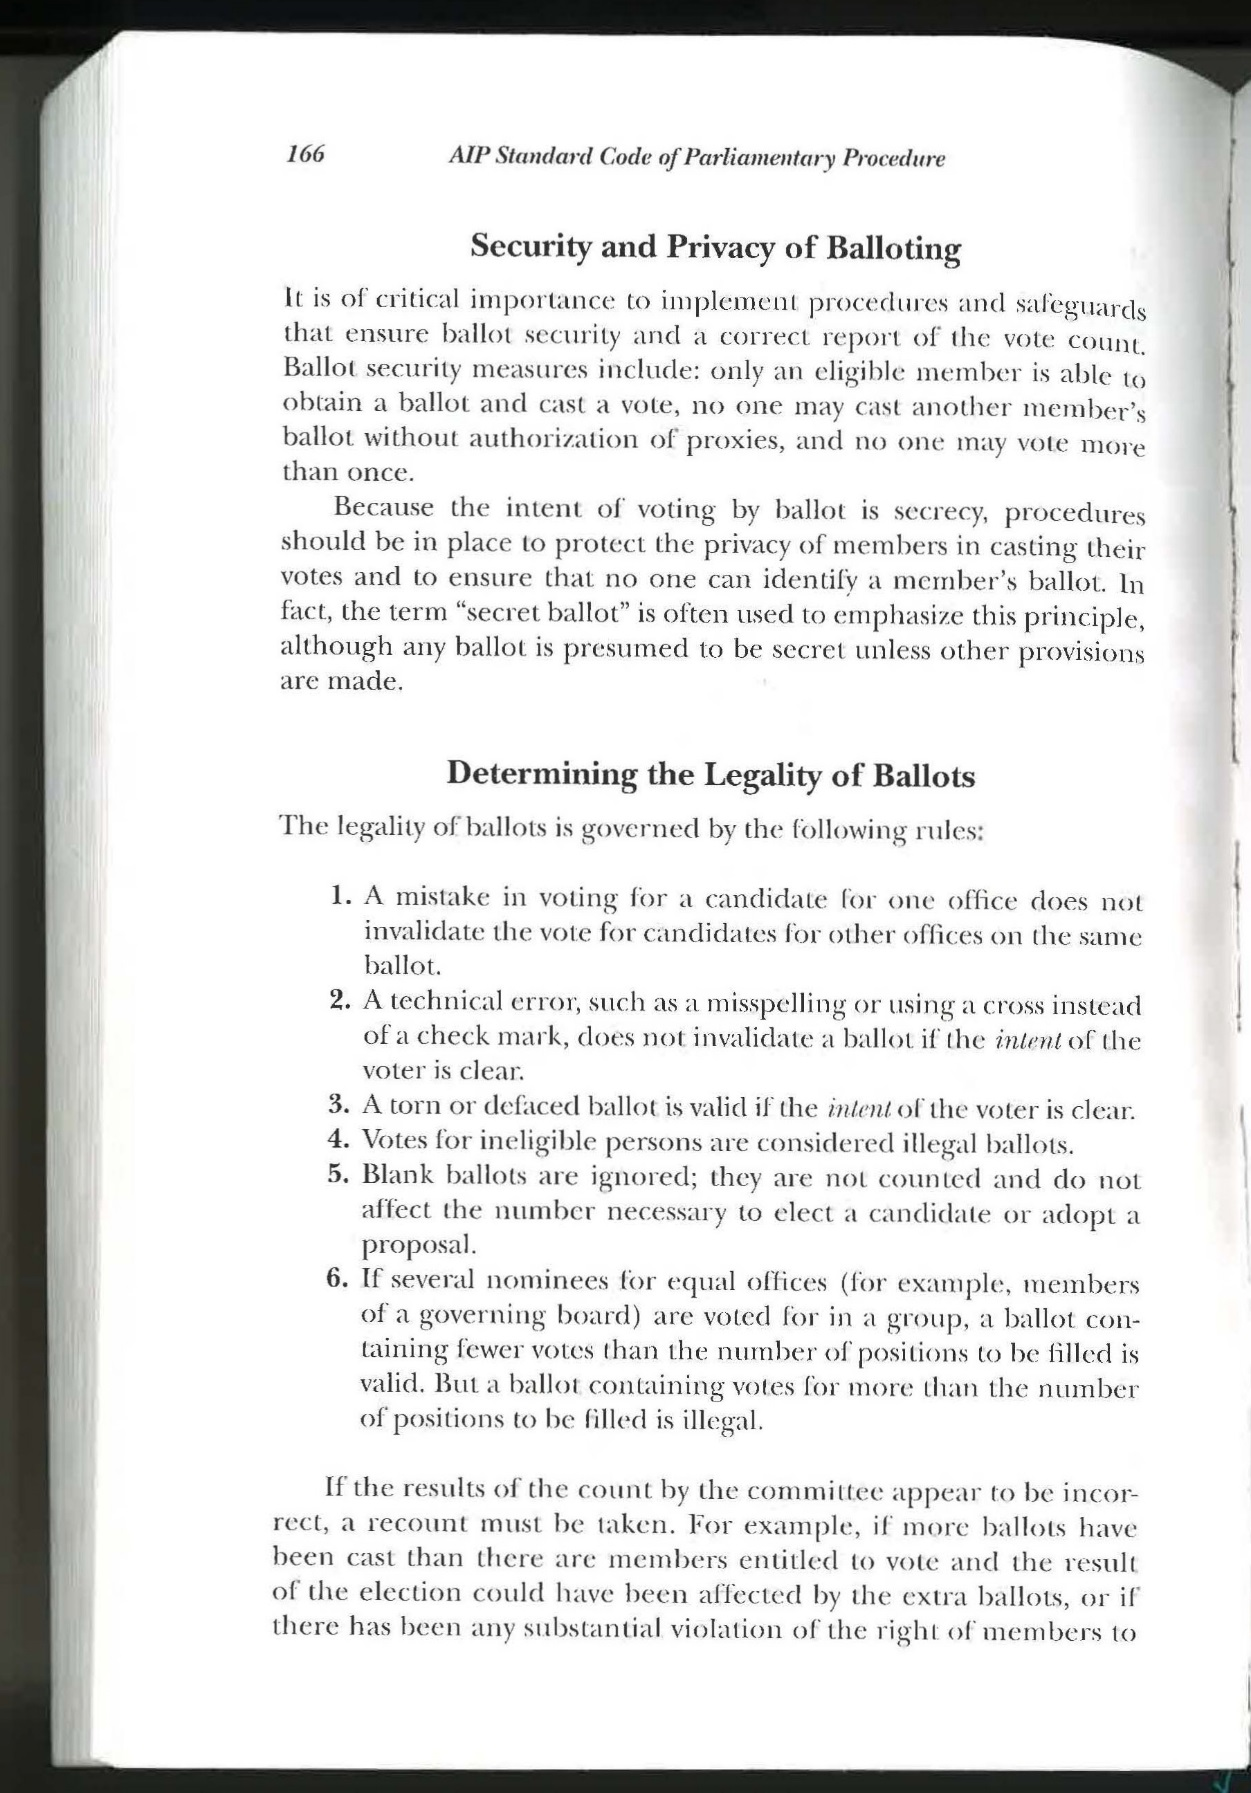 166
AIP Standard Code of Parliamentary Procedure
Security and Privacy of Balloting
It is of critical importance to implement procedures and safeguards
that ensure ballot security and a correct report of the vote count.
Ballot security measures include: only an eligible member is able to
obtain a ballot and cast a vote, no one may cast another member's
ballot without authorization of proxies, and no one may vote more
than once.
Because the intent of voting by ballot is secrecy, procedures
should be in place to protect the privacy of members in casting their
votes and to ensure that no one can identify a member's ballot. In
fact, the term “secret ballot” is often used to emphasize this principle,
although any ballot is presumed to be secret unless other provisions
are made.
Determining the Legality of Ballots
The legality of ballots is governed by the following rules:
1. A mistake in voting for a candidate for one office does not
invalidate the vote for candidates for other offices on the same
ballot.
2. A technical error, such as a misspelling or using a cross instead
of a check mark, does not invalidate a ballot if the intent of the
voter is clear.
3. A torn or defaced ballot is valid if the intent of the voter is clear.
4. Votes for ineligible persons are considered illegal ballots.
5. Blank ballots are ignored; they are not counted and do not
affect the number necessary to elect a candidate or adopt a
proposal.
6. If several nominees for equal offices (for example, members
of a governing board) are voted for in a group, a ballot con-
taining fewer votes than the number of positions to be filled is
valid. But a ballot containing votes for more than the number
of positions to be filled is illegal.
If the results of the count by the committee appear to be incor-
rect, a recount must be taken. For example, if more ballots have
been cast than there are members entitled to vote and the result
of the election could have been affected by the extra ballots, or if
there has been any substantial violation of the right of members to